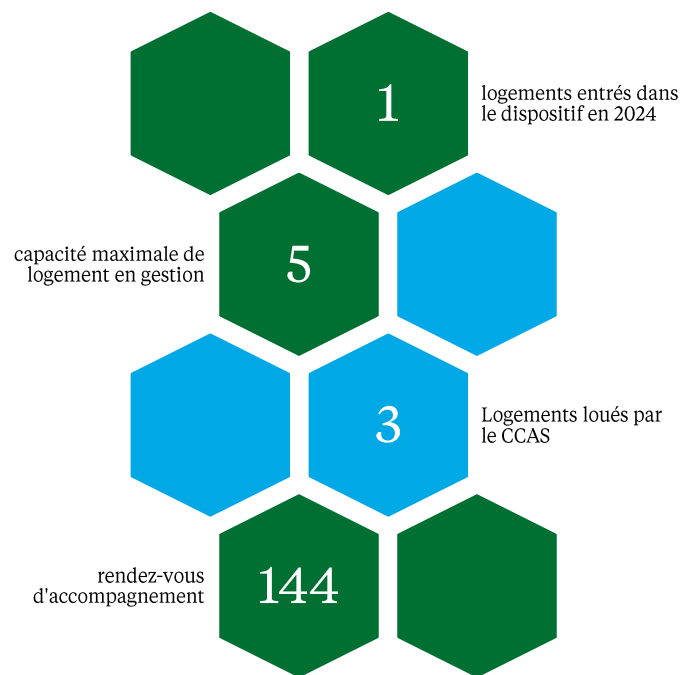 1
logements entrés dans
le dispositif en 2024
capacité maximale de
logement en gestion
5
3
Logements loués par
le CCAS
rendez-vous
d'accompagnement
144